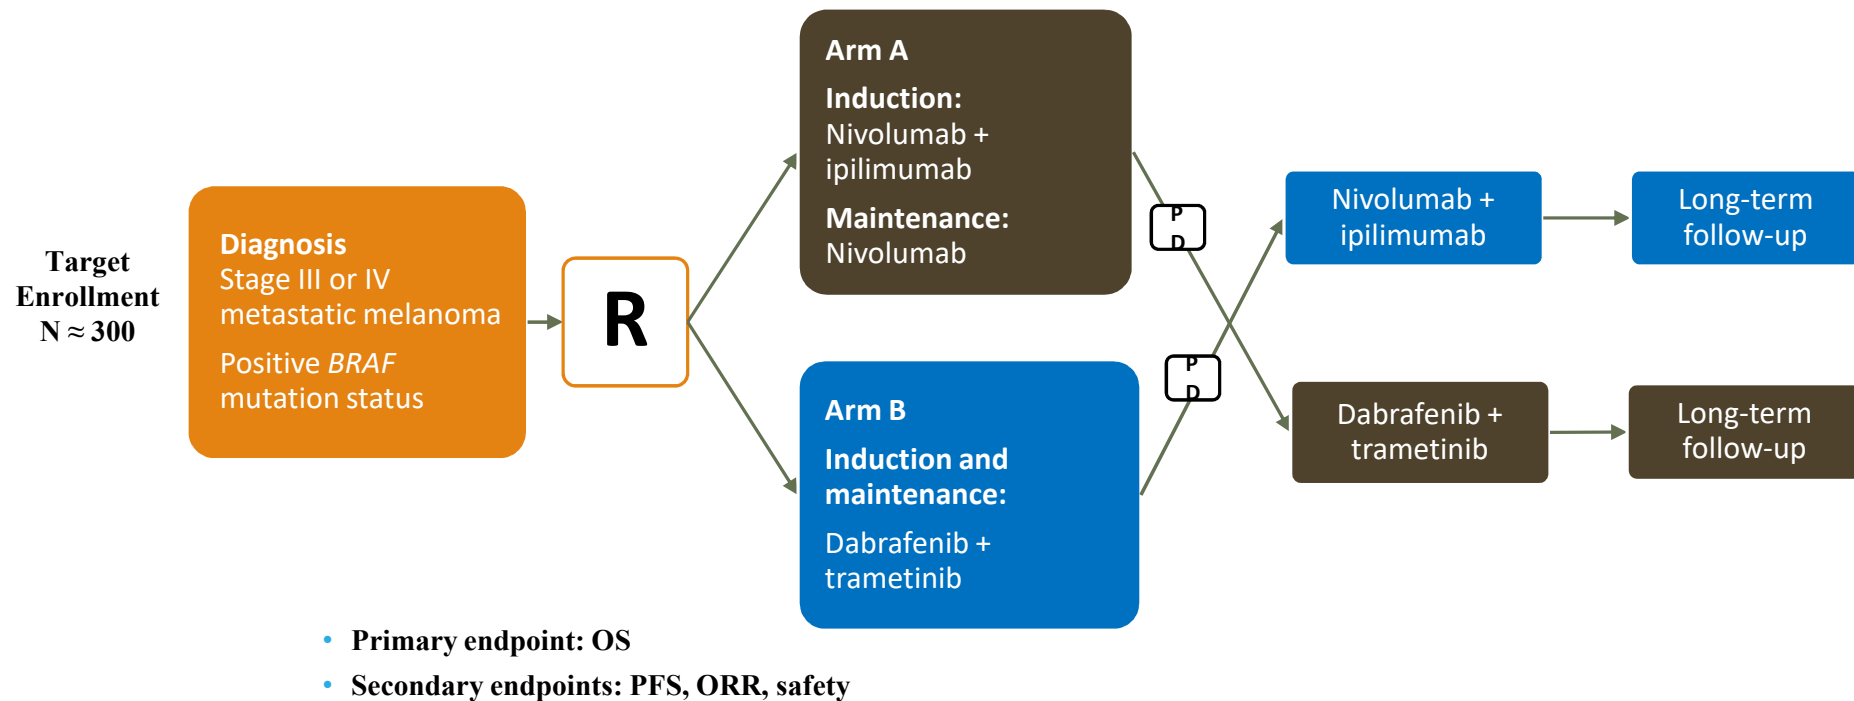 Target
Enrollment
N ≈ 300
Diagnosis
Stage III or IV
metastatic melanoma
Positive BRAF
mutation status
R
Arm A
Induction:
Nivolumab +
ipilimumab
Maintenance:
Nivolumab
Arm B
Induction and
maintenance:
Dabrafenib +
trametinib
P
D
P
D
Nivolumab +
ipilimumab
Long-term
follow-up
Dabrafenib +
trametinib
Long-term
follow-up
• Primary endpoint: OS
• Secondary endpoints: PFS, ORR, safety